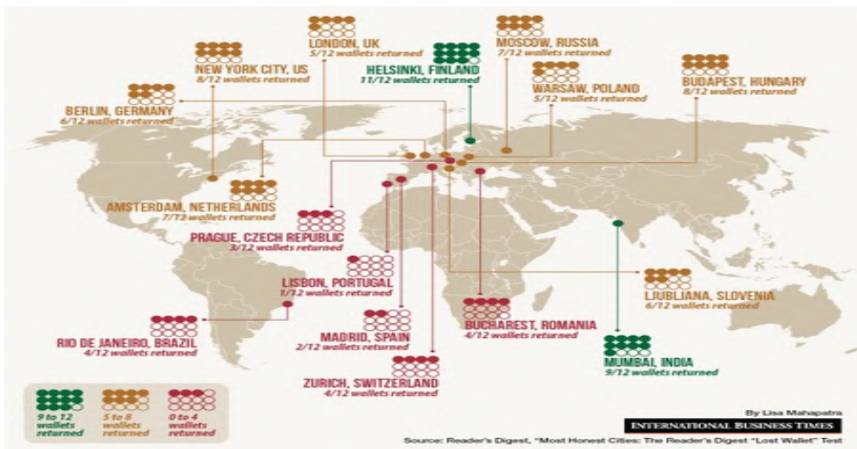 LONDON, UK
5/12 wallets returned
MOSCOW, RUSSIA
7/12 wallets returned
NEW YORK CITY, US
8/12 wallets returned
HELSINKI, FINLAND
11/12 wallets returned
WARSAW, POLAND
5/12 wallets returned
BUDAPEST, HUNGARY
8/12 wallets returned
BERLIN, GERMANY
6/12 wallets returned
AMSTERDAM, NETHERLANDS
7/12 wallets returned
PRAGUE, CZECH REPUBLIC
3/12 wallets returned
LISBON, PORTUGAL
1/12 wallets returned
LJUBLJANA, SLOVENIA
6/12 wallets returned
RIO DE JANEIRO, BRAZIL
4/12 wallets returned
MADRID, SPAIN
2/12 wallets returned
BUCHAREST, ROMANIA
4/12 wallets returned
MUMBAI, INDIA
9/12 wallets returned
ZURICH, SWITZERLAND
4/12 wallets returned
9 to 12
wallets
returned
5 to 8
wallets
returned
0 to 4
wallets
returned
By Lisa Mahapatra
INTERNATIONAL BUSINESS TIMES
Source: Reader's Digest, "Most Honest Cities: The Reader's Digest "Lost Wallet" Test